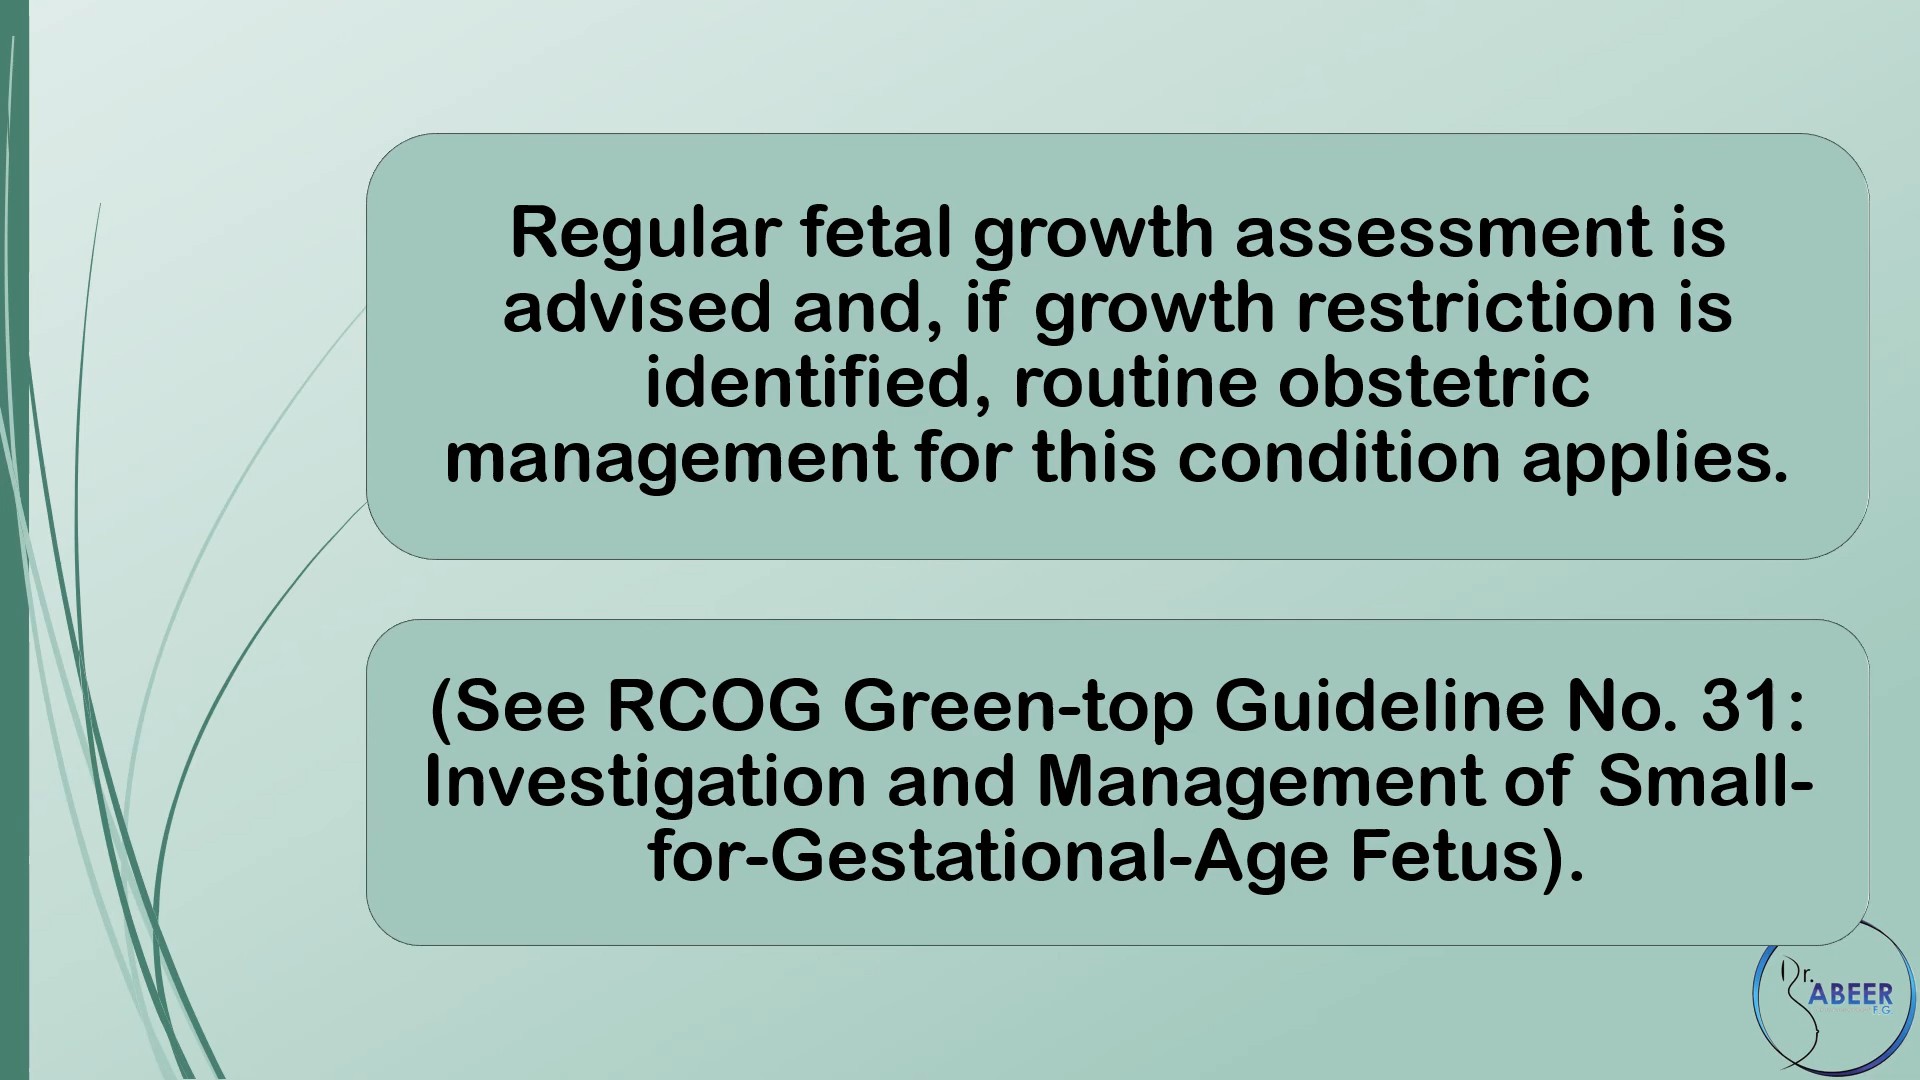 Regular fetal growth assessment is
advised and, if growth restriction is
identified, routine obstetric
management for this condition applies.
(See RCOG Green-top Guideline No. 31:
Investigation and Management of Small-
for-Gestational-Age Fetus).
Dr.
ABEER
F.G.